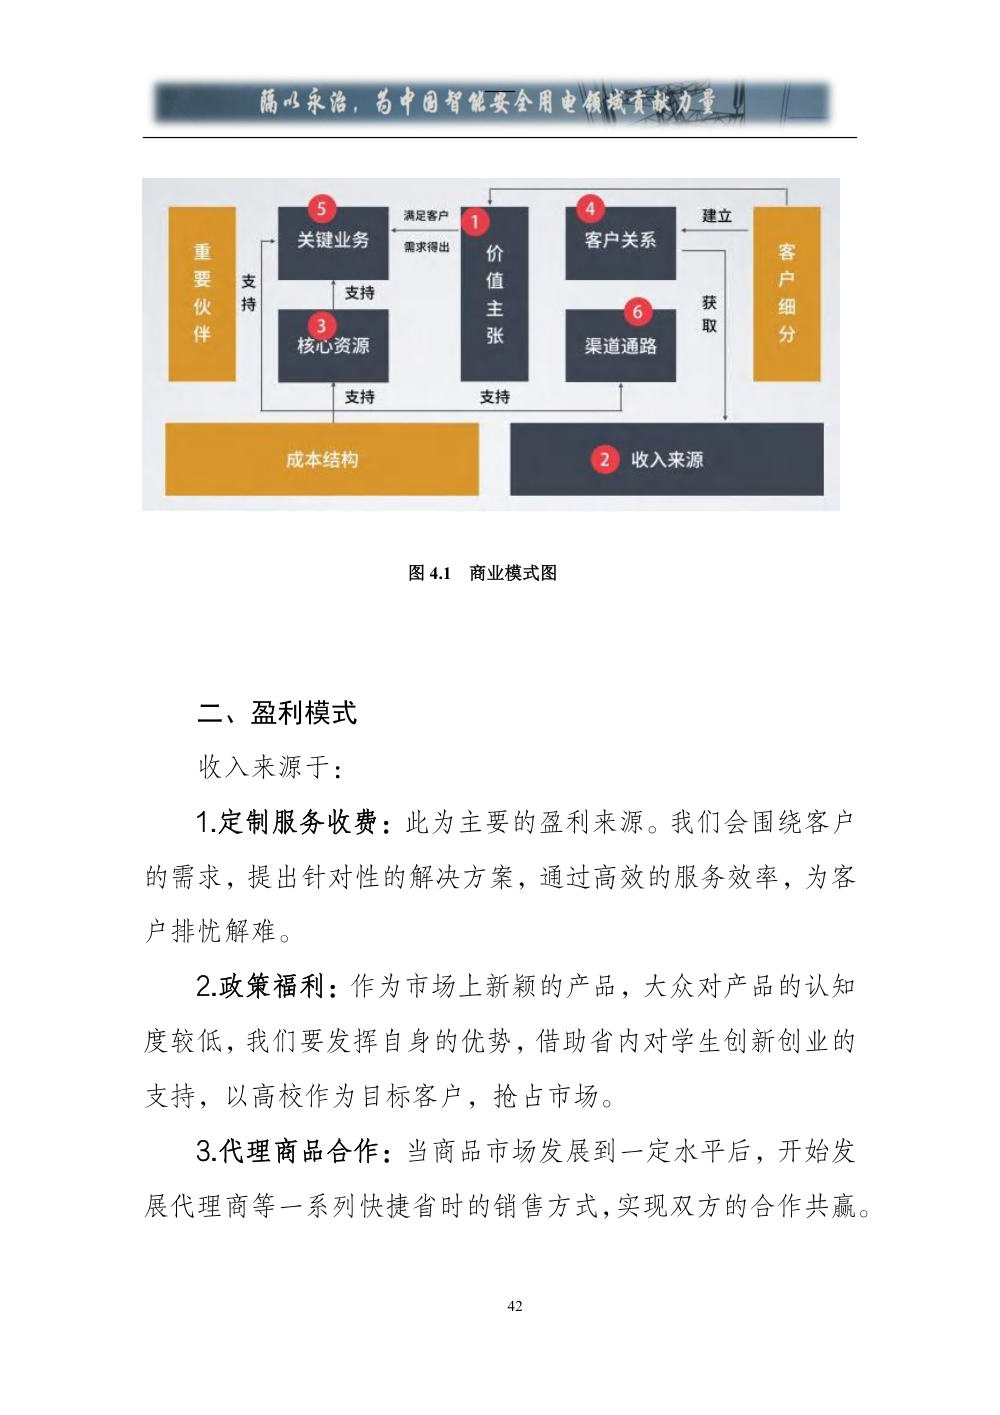 隔以永治，为中国智能安全用电领域贡献力量
重要伙伴
支持
5
关键业务
支持
3
核心资源
支持
满足客户
需求得出
1
价值主张
支持
4
客户关系
6
渠道通路
建立
获取
客户细分
成本结构
2 收入来源
图 4.1 商业模式图
二、盈利模式
收入来源于：
1.定制服务收费：此为主要的盈利来源。我们会围绕客户
的需求，提出针对性的解决方案，通过高效的服务效率，为客
户排忧解难。
2.政策福利：作为市场上新颖的产品，大众对产品的认知
度较低，我们要发挥自身的优势，借助省内对学生创新创业的
支持，以高校作为目标客户，抢占市场。
3.代理商品合作：当商品市场发展到一定水平后，开始发
展代理商等一系列快捷省时的销售方式，实现双方的合作共赢。
42